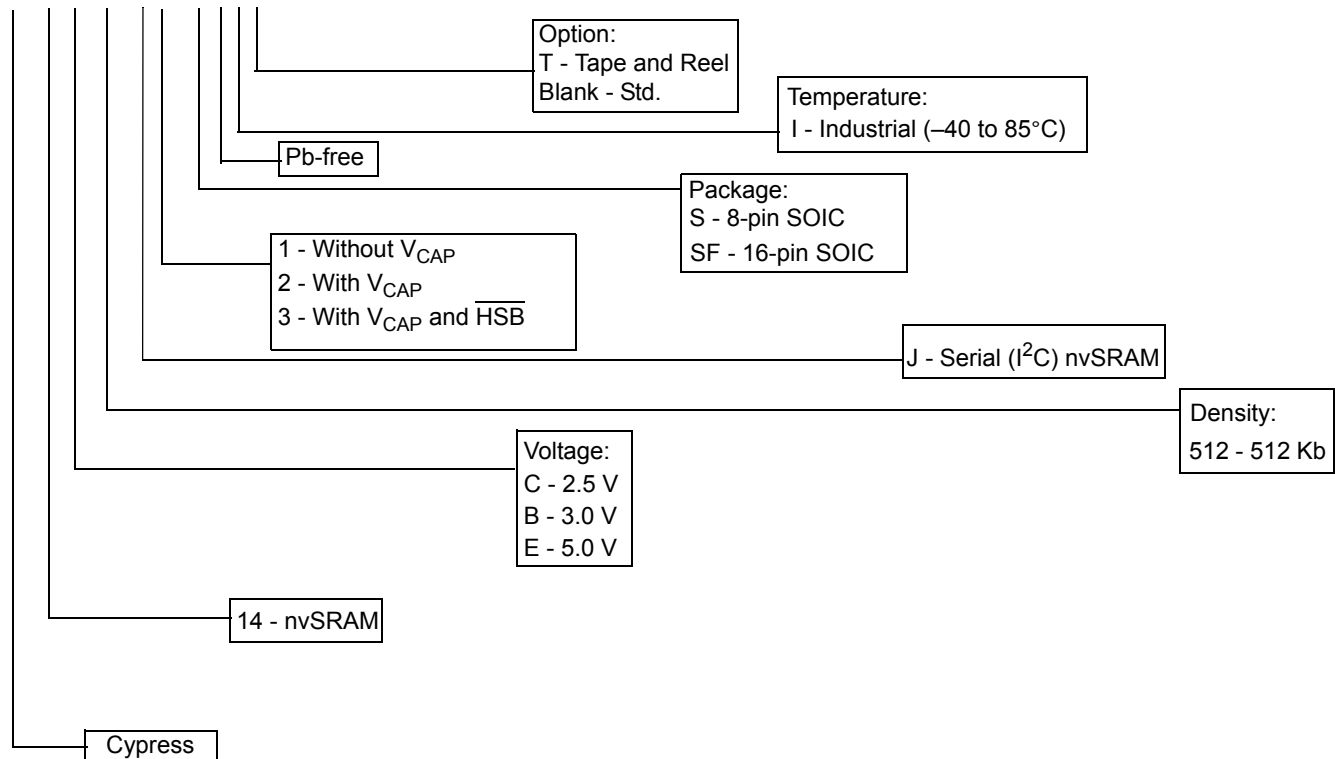 Option:
T - Tape and Reel
Blank - Std.
Temperature:
I - Industrial (–40 to 85°C)
Pb-free
Package:
S - 8-pin SOIC
SF - 16-pin SOIC
1 - Without VCAP
2 - With VCAP
3 - With VCAP and H̅S̅B̅
J - Serial (I²C) nvSRAM
Density:
512 - 512 Kb
Voltage:
C - 2.5 V
B - 3.0 V
E - 5.0 V
14 - nvSRAM
Cypress